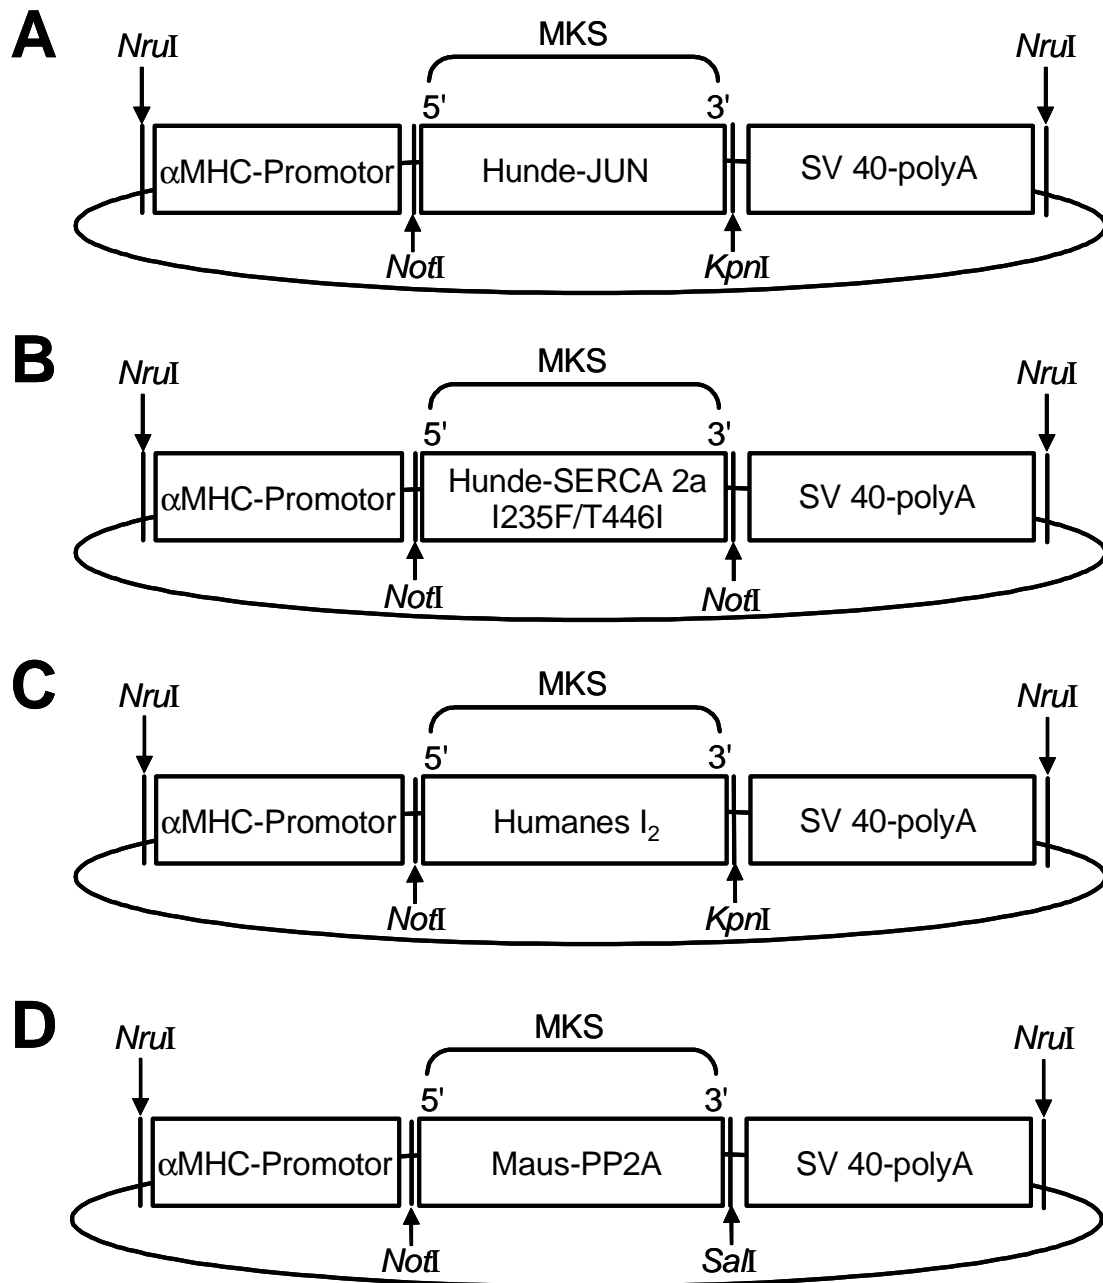 A
MKS
NruI
NruI
5'
3'
αMHC-Promotor
Hunde-JUN
SV 40-polyA
NotI
KpnI
B
MKS
NruI
NruI
5'
3'
αMHC-Promotor
Hunde-SERCA 2a
I235F/T446I
SV 40-polyA
NotI
NotI
C
MKS
NruI
NruI
5'
3'
αMHC-Promotor
Humanes I₂
SV 40-polyA
NotI
KpnI
D
MKS
NruI
NruI
5'
3'
αMHC-Promotor
Maus-PP2A
SV 40-polyA
NotI
SalI